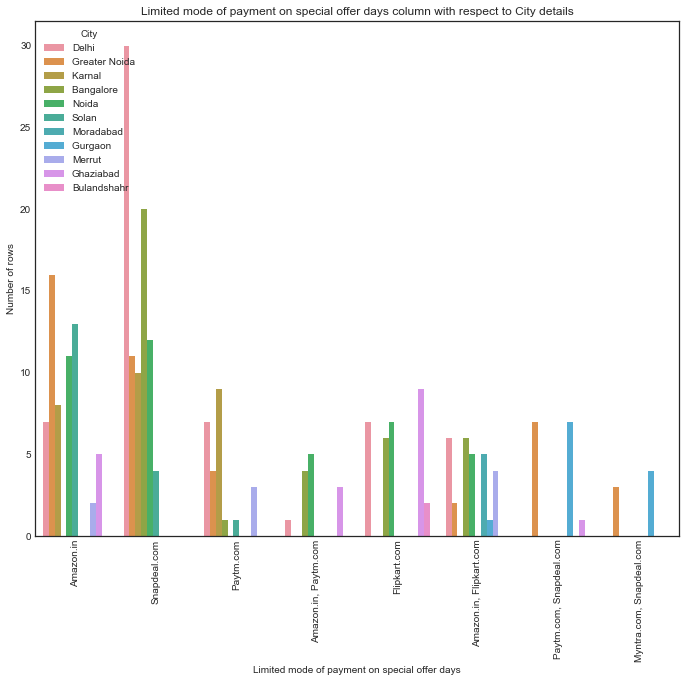 Limited mode of payment on special offer days column with respect to City details
City
Delhi
Greater Noida
Karnal
Bangalore
Noida
Solan
Moradabad
Gurgaon
Merrut
Ghaziabad
Bulandshahr
30
25
20
15
10
5
0
Number of rows
Amazon.in
Snapdeal.com
Paytm.com
Amazon.in, Paytm.com
Flipkart.com
Amazon.in, Flipkart.com
Paytm.com, Snapdeal.com
Myntra.com, Snapdeal.com
Limited mode of payment on special offer days